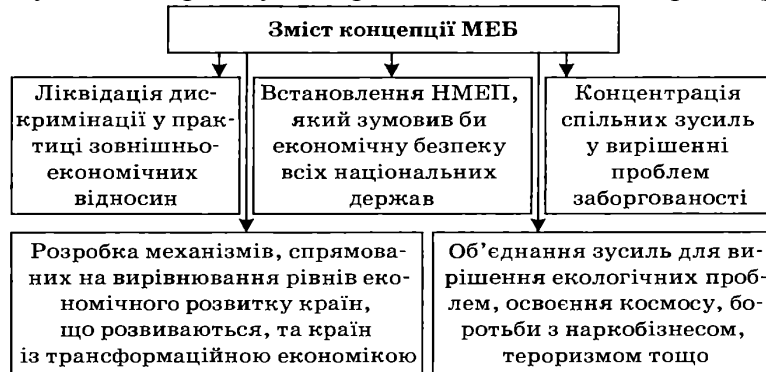 Зміст концепції МЕБ
Ліквідація дис-
кримінації у прак-
тиці зовнішньо-
економічних
відносин
Встановлення НМЕП,
який зумовив би
економічну безпеку
всіх національних
держав
Концентрація
спільних зусиль
у вирішенні
проблем
заборгованості
Розробка механізмів, спрямова-
них на вирівнювання рівнів еко-
номічного розвитку країн,
що розвиваються, та країн
із трансформаційною економікою
Об’єднання зусиль для ви-
рішення екологічних проб-
лем, освоєння космосу, бо-
ротьби з наркобізнесом,
тероризмом тощо